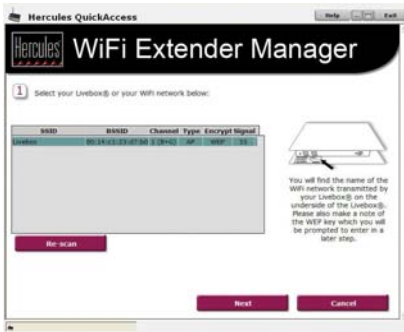 Hercules QuickAccess
Help
Exit
Hercules
WiFi Extender Manager
1 Select your Livebox® or your WiFi network below:
SSID BSSID Channel Type Encrypt Signal
Livebox 3 (B+G) AP WEP 55
You will find the name of the
WiFi network transmitted by
your Livebox® on the
underside of the Livebox®.
Please also make a note of
the WEP key which you will
be prompted to enter in a
later step.
Re-scan
Next
Cancel